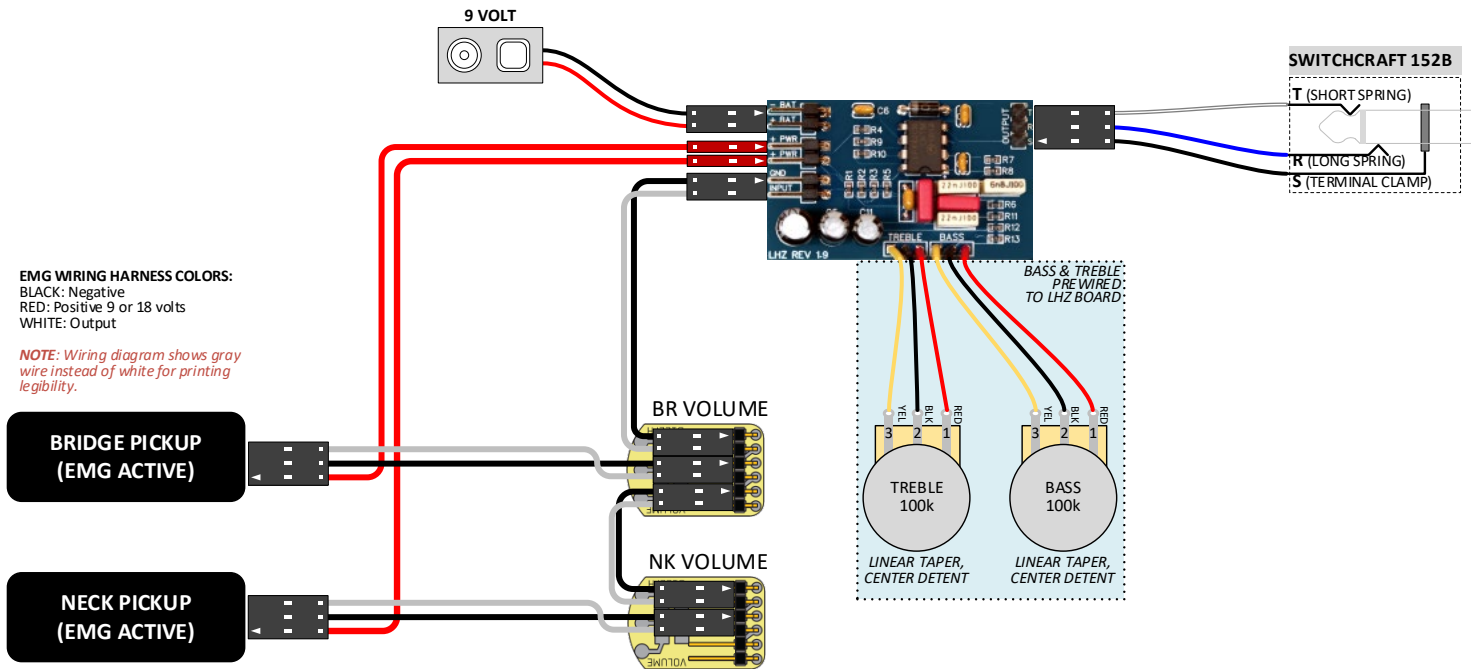 9 VOLT
SWITCHCRAFT 152B
T (SHORT SPRING)
R (LONG SPRING)
S (TERMINAL CLAMP)
- BAT
+ BAT
+ PWR
+ PWR
GND
INPUT
C6
R4
R9
R10
R1
R2
R3
R5
OUTPUT
T
R
S
R7
R8
22nJ100
6n8J100
22nJ100
R6
R11
R12
R13
C11
TREBLE
BASS
LHZ REV 1-9
BASS & TREBLE
PREWIRED
TO LHZ BOARD
EMG WIRING HARNESS COLORS:
BLACK: Negative
RED: Positive 9 or 18 volts
WHITE: Output
NOTE: Wiring diagram shows gray
wire instead of white for printing
legibility.
BRIDGE PICKUP
(EMG ACTIVE)
NECK PICKUP
(EMG ACTIVE)
BR VOLUME
VOLUME
NK VOLUME
VOLUME
YEL
BLK
RED
3 2 1
TREBLE
100k
LINEAR TAPER,
CENTER DETENT
YEL
BLK
RED
3 2 1
BASS
100k
LINEAR TAPER,
CENTER DETENT